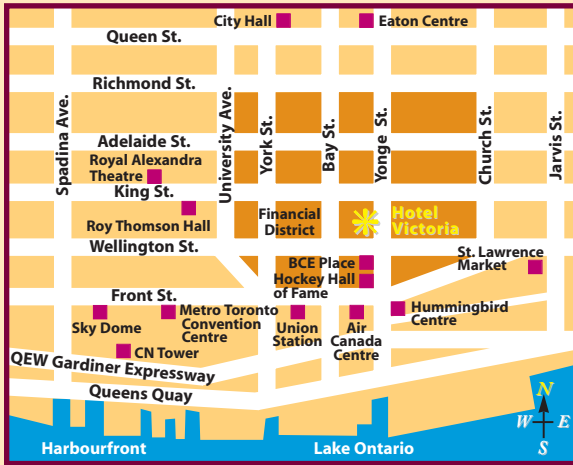 City Hall
Eaton Centre
Queen St.
Richmond St.
Spadina Ave.
University Ave.
York St.
Bay St.
Yonge St.
Church St.
Jarvis St.
Adelaide St.
Royal Alexandra
Theatre
King St.
Roy Thomson Hall
Financial
District
Hotel
Victoria
Wellington St.
BCE Place
Hockey Hall
of Fame
St. Lawrence
Market
Front St.
Sky Dome
Metro Toronto
Convention
Centre
Union
Station
Air
Canada
Centre
Hummingbird
Centre
CN Tower
QEW Gardiner Expressway
Queens Quay
Harbourfront
Lake Ontario
N
W
E
S